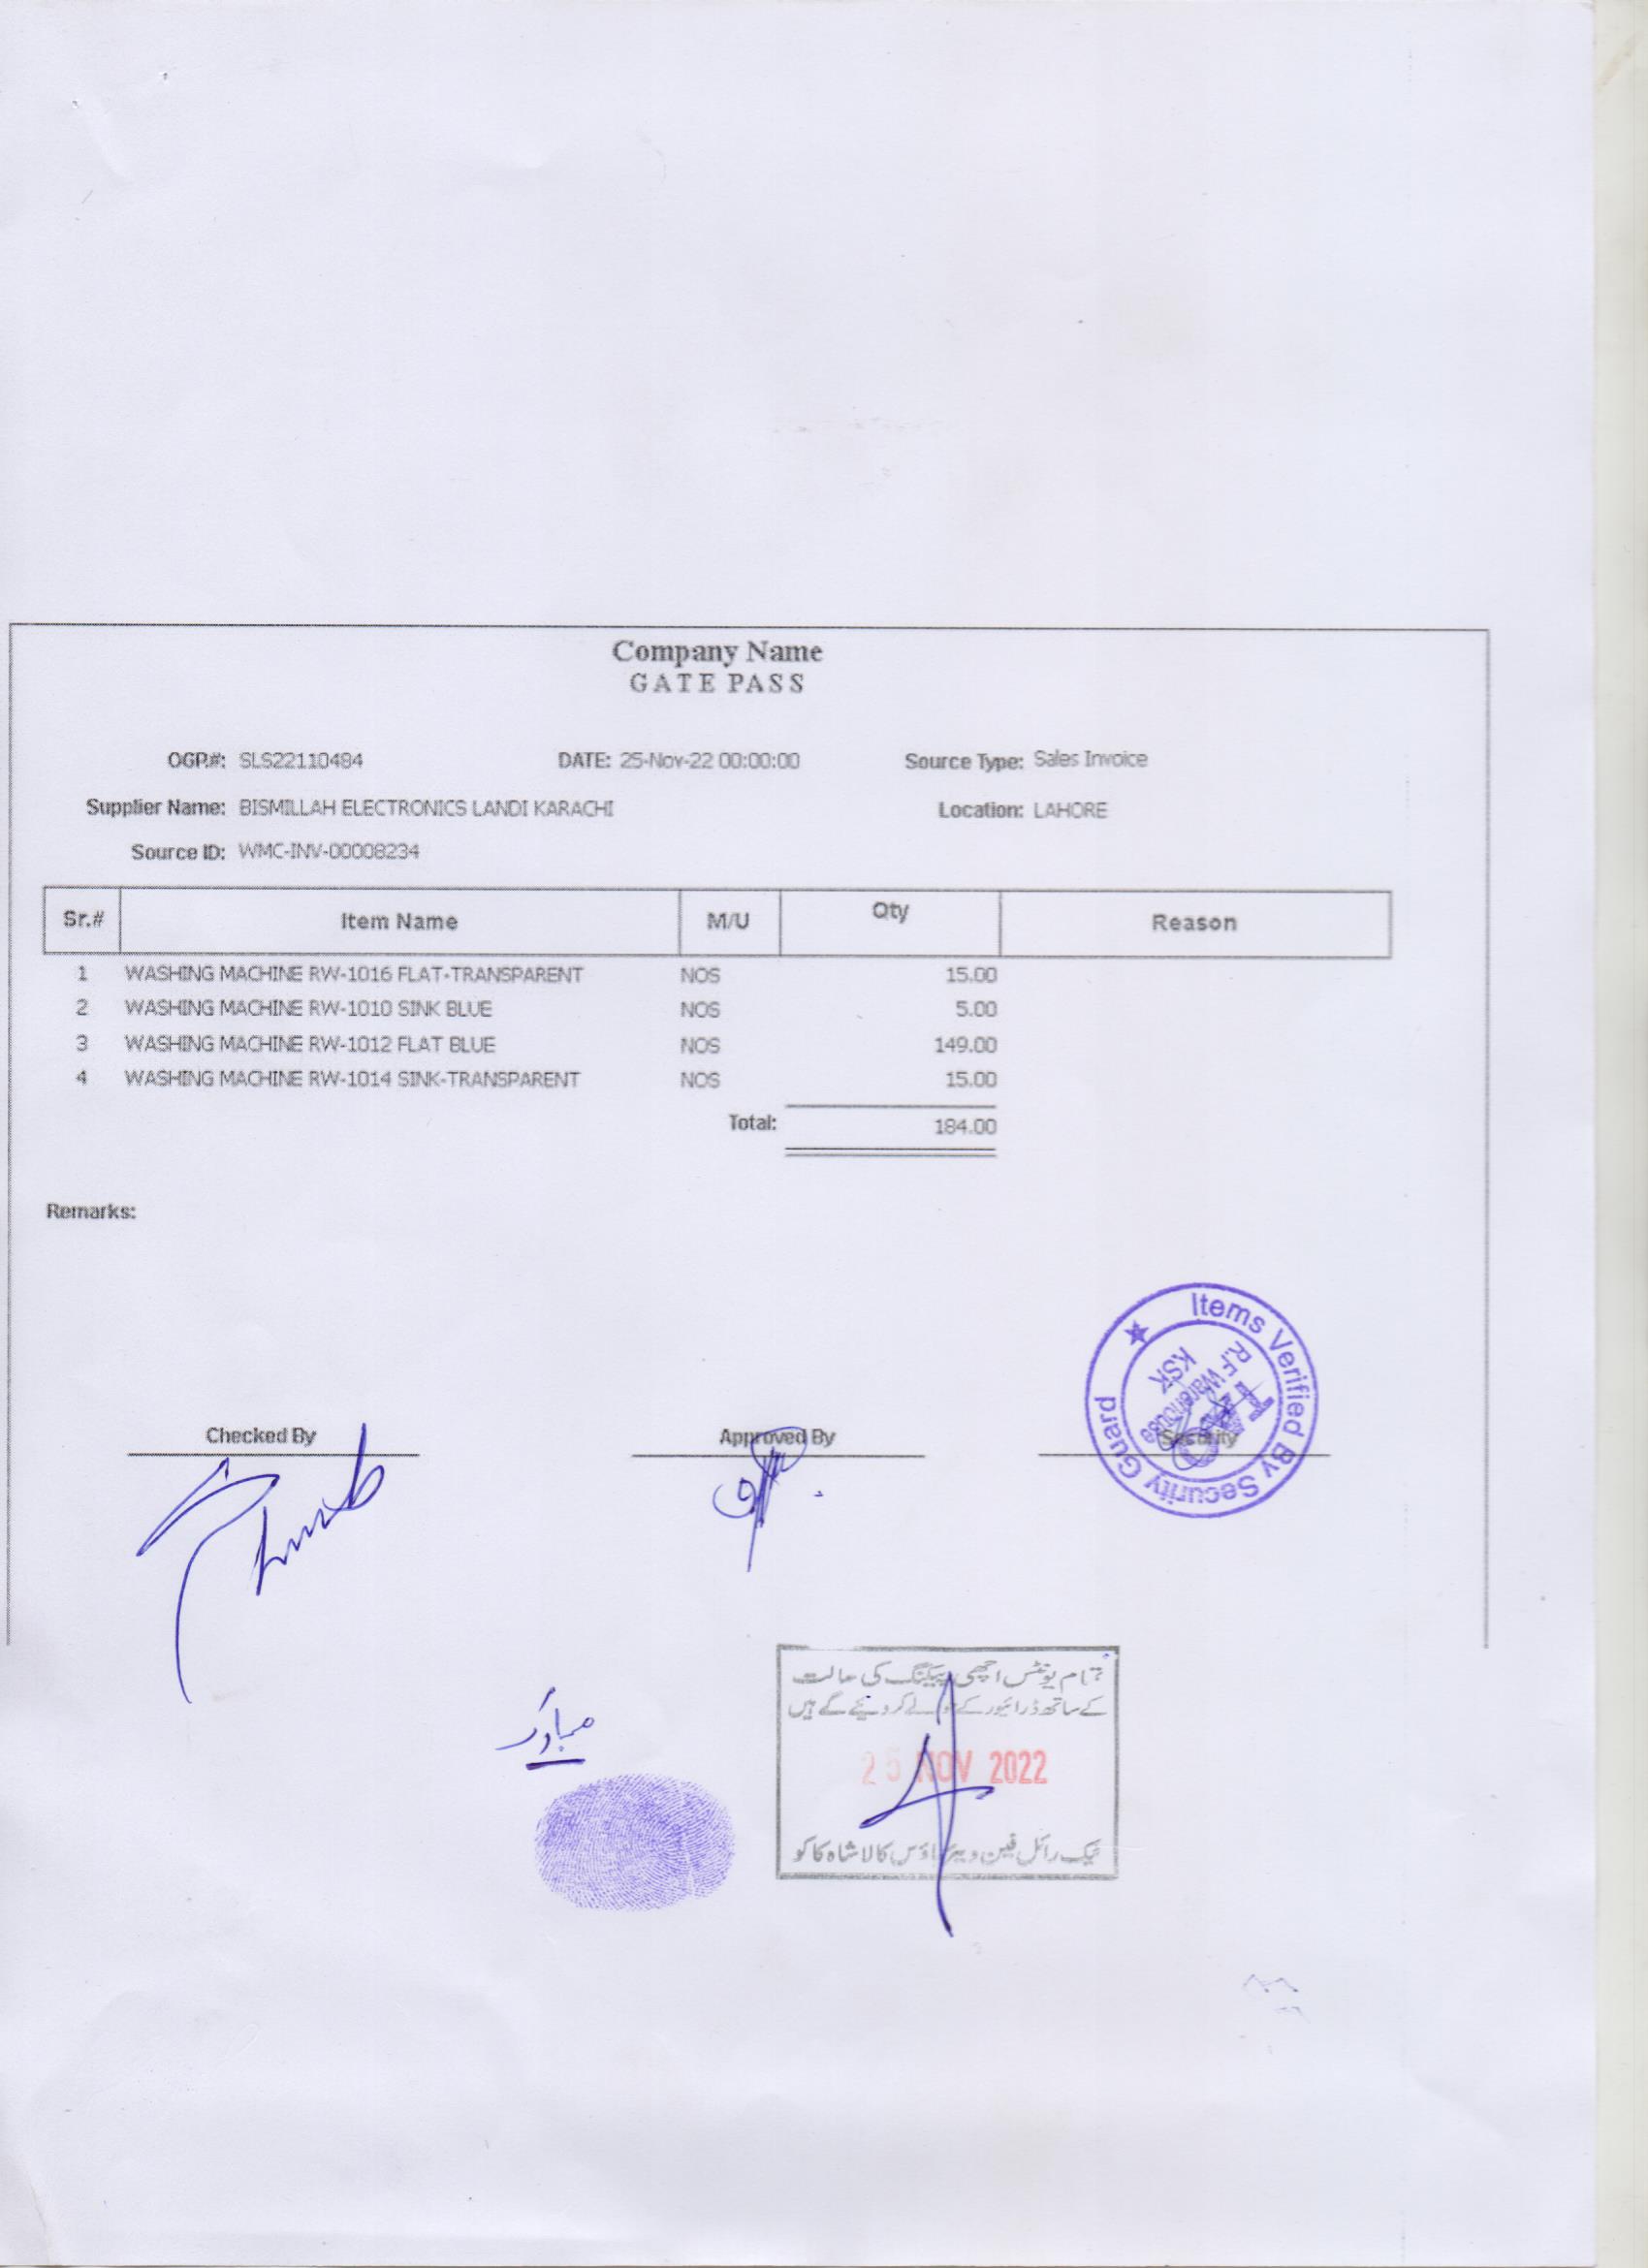 Company Name
GATE PASS
OGP.#: SLS22110484 DATE: 25-Nov-22 00:00:00 Source Type: Sales Invoice
Supplier Name: BISMILLAH ELECTRONICS LANDI KARACHI Location: LAHORE
Source ID: WMC-INV-00008234
Sr.# Item Name M/U Qty Reason
1 WASHING MACHINE RW-1016 FLAT-TRANSPARENT NOS 15.00
2 WASHING MACHINE RW-1010 SINK BLUE NOS 5.00
3 WASHING MACHINE RW-1012 FLAT BLUE NOS 149.00
4 WASHING MACHINE RW-1014 SINK-TRANSPARENT NOS 15.00
Total: 184.00
Remarks:
Items Verified By Security Guard
R.F Warehouse
KSK
Checked By Approved By Security
تمام یونٹس اچھی پیکنگ کی حالت
کے ساتھ ڈرائیور کے حوالے کر دیئے گے ہیں
25 NOV 2022
ٹیک رائل فین ویئر ہاؤس کالا شاہ کاکو